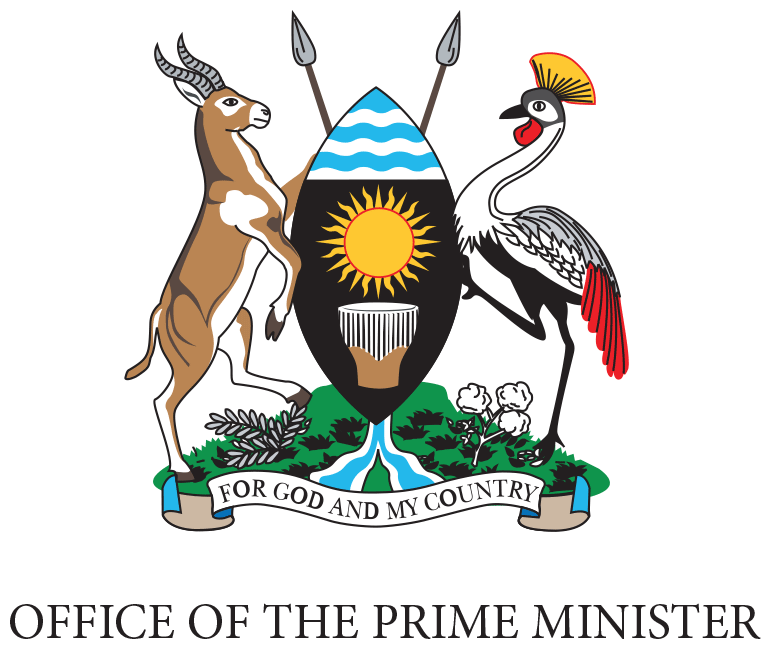 FOR GOD AND MY COUNTRY
OFFICE OF THE PRIME MINISTER